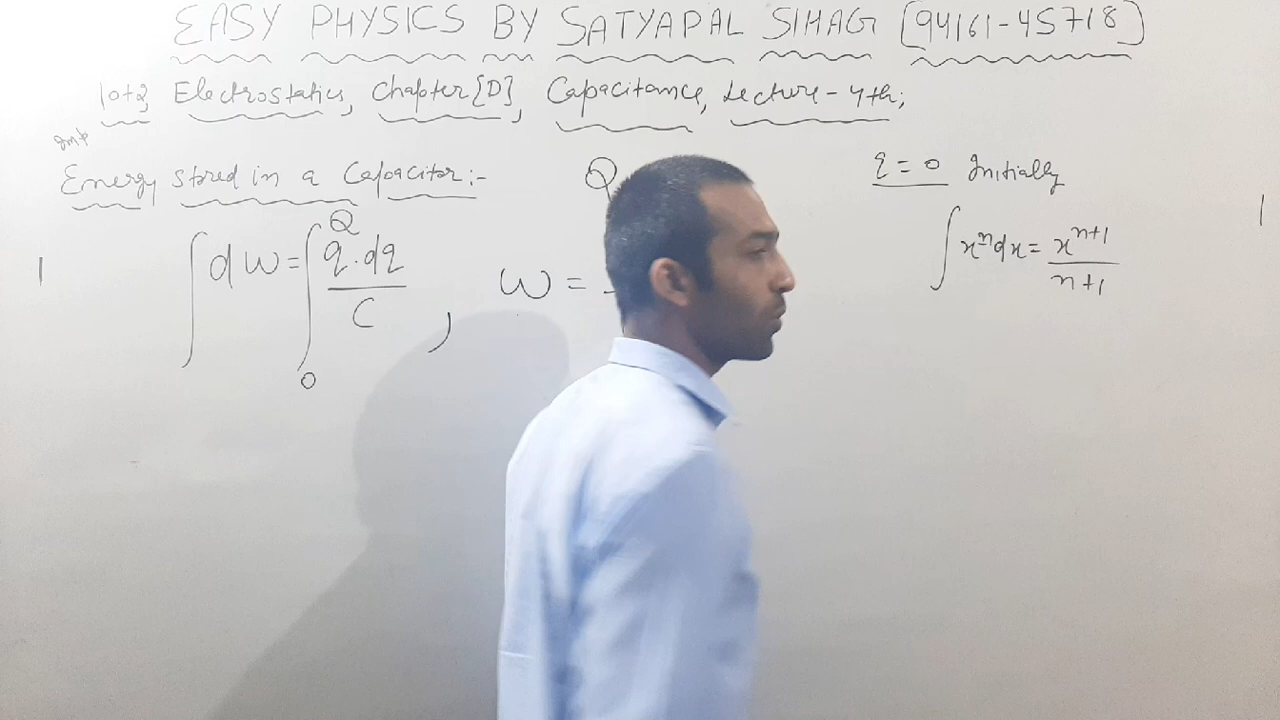 EASY PHYSICS BY SATYAPAL SIHAG [94161-45718]
10+2, Electrostatics, Chapter [D], Capacitance, Lecture-4th;
Imp
Energy stored in a Capacitor:-
Q
q = 0 Initially
∫dw = ∫₀^Q q.dq / C ,
w =
∫xⁿdx = xⁿ⁺¹ / n+1